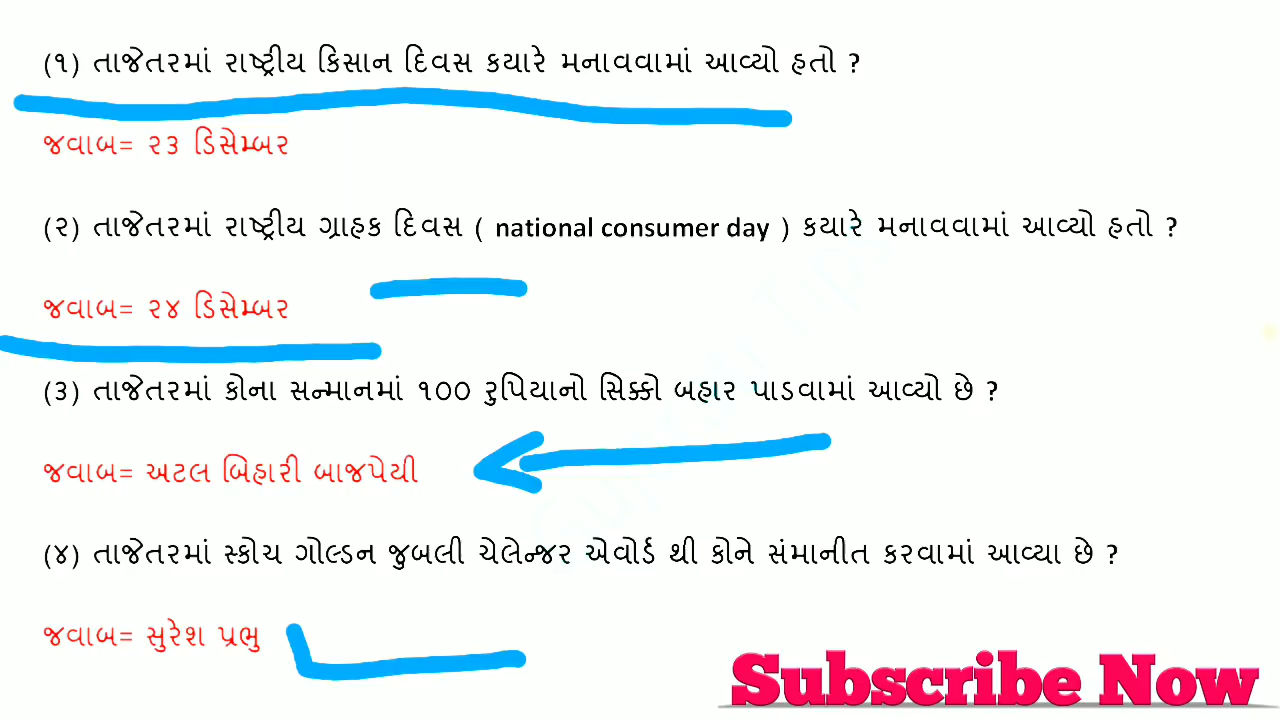 (૧) તાજેતરમાં રાષ્ટ્રીય કિસાન દિવસ કયારે મનાવવામાં આવ્યો હતો ?
જવાબ= ૨૩ ડિસેમ્બર
(૨) તાજેતરમાં રાષ્ટ્રીય ગ્રાહક દિવસ ( national consumer day ) કયારે મનાવવામાં આવ્યો હતો ?
જવાબ= ૨૪ ડિસેમ્બર
(૩) તાજેતરમાં કોના સન્માનમાં ૧૦૦ રુપિયાનો સિક્કો બહાર પાડવામાં આવ્યો છે ?
જવાબ= અટલ બિહારી બાજપેયી
(૪) તાજેતરમાં સ્કોચ ગોલ્ડન જુબલી ચેલેન્જર એવોર્ડ થી કોને સંમાનીત કરવામાં આવ્યા છે ?
જવાબ= સુરેશ પ્રભુ
Subscribe Now